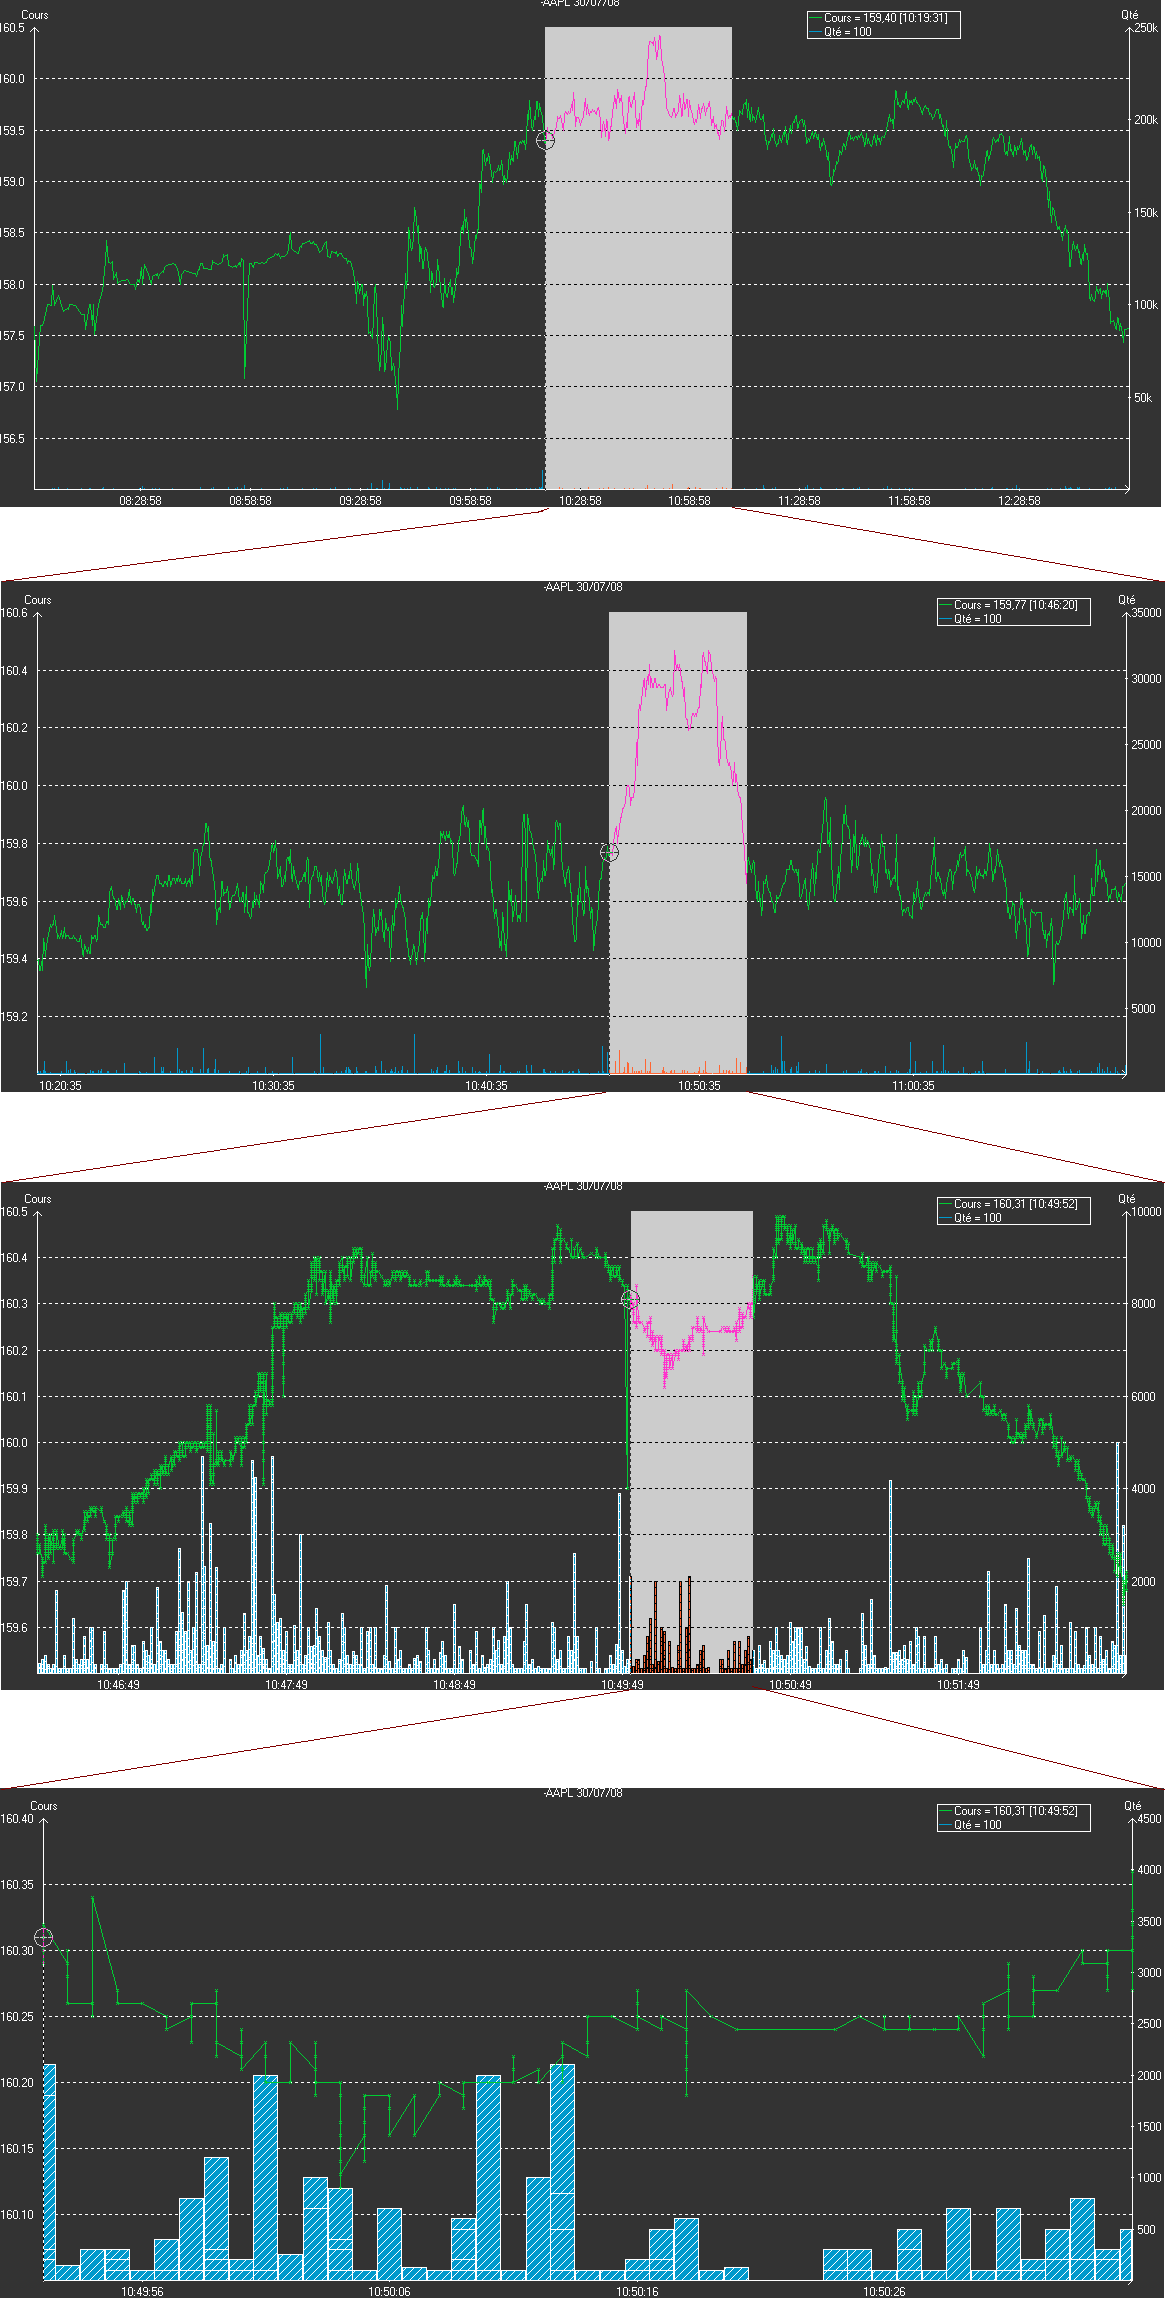 -AAPL 30/07/08
Cours
Qté
Cours = 159,40 [10:19:31]
Qté = 100
160.5
160.0
159.5
159.0
158.5
158.0
157.5
157.0
156.5
250k
200k
150k
100k
50k
08:28:58 08:58:58 09:28:58 09:58:58 10:28:58 10:58:58 11:28:58 11:58:58 12:28:58
-AAPL 30/07/08
Cours
Qté
Cours = 159,77 [10:46:20]
Qté = 100
160.6
160.4
160.2
160.0
159.8
159.6
159.4
159.2
35000
30000
25000
20000
15000
10000
5000
10:20:35 10:30:35 10:40:35 10:50:35 11:00:35
-AAPL 30/07/08
Cours
Qté
Cours = 160,31 [10:49:52]
Qté = 100
160.5
160.4
160.3
160.2
160.1
160.0
159.9
159.8
159.7
159.6
10000
8000
6000
4000
2000
10:46:49 10:47:49 10:48:49 10:49:49 10:50:49 10:51:49
-AAPL 30/07/08
Cours
Qté
Cours = 160,31 [10:49:52]
Qté = 100
160.40
160.35
160.30
160.25
160.20
160.15
160.10
4500
4000
3500
3000
2500
2000
1500
1000
500
10:49:56 10:50:06 10:50:16 10:50:26